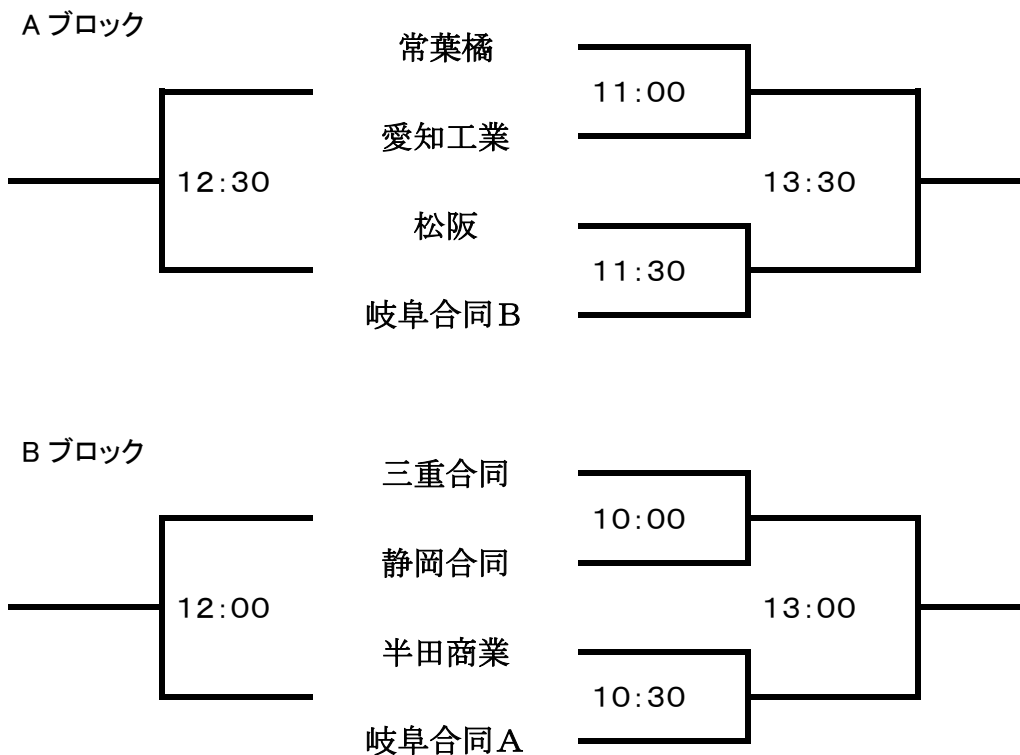 A ブロック
常葉橘
11:00
愛知工業
12:30
13:30
松阪
11:30
岐阜合同B
B ブロック
三重合同
10:00
静岡合同
12:00
13:00
半田商業
10:30
岐阜合同A